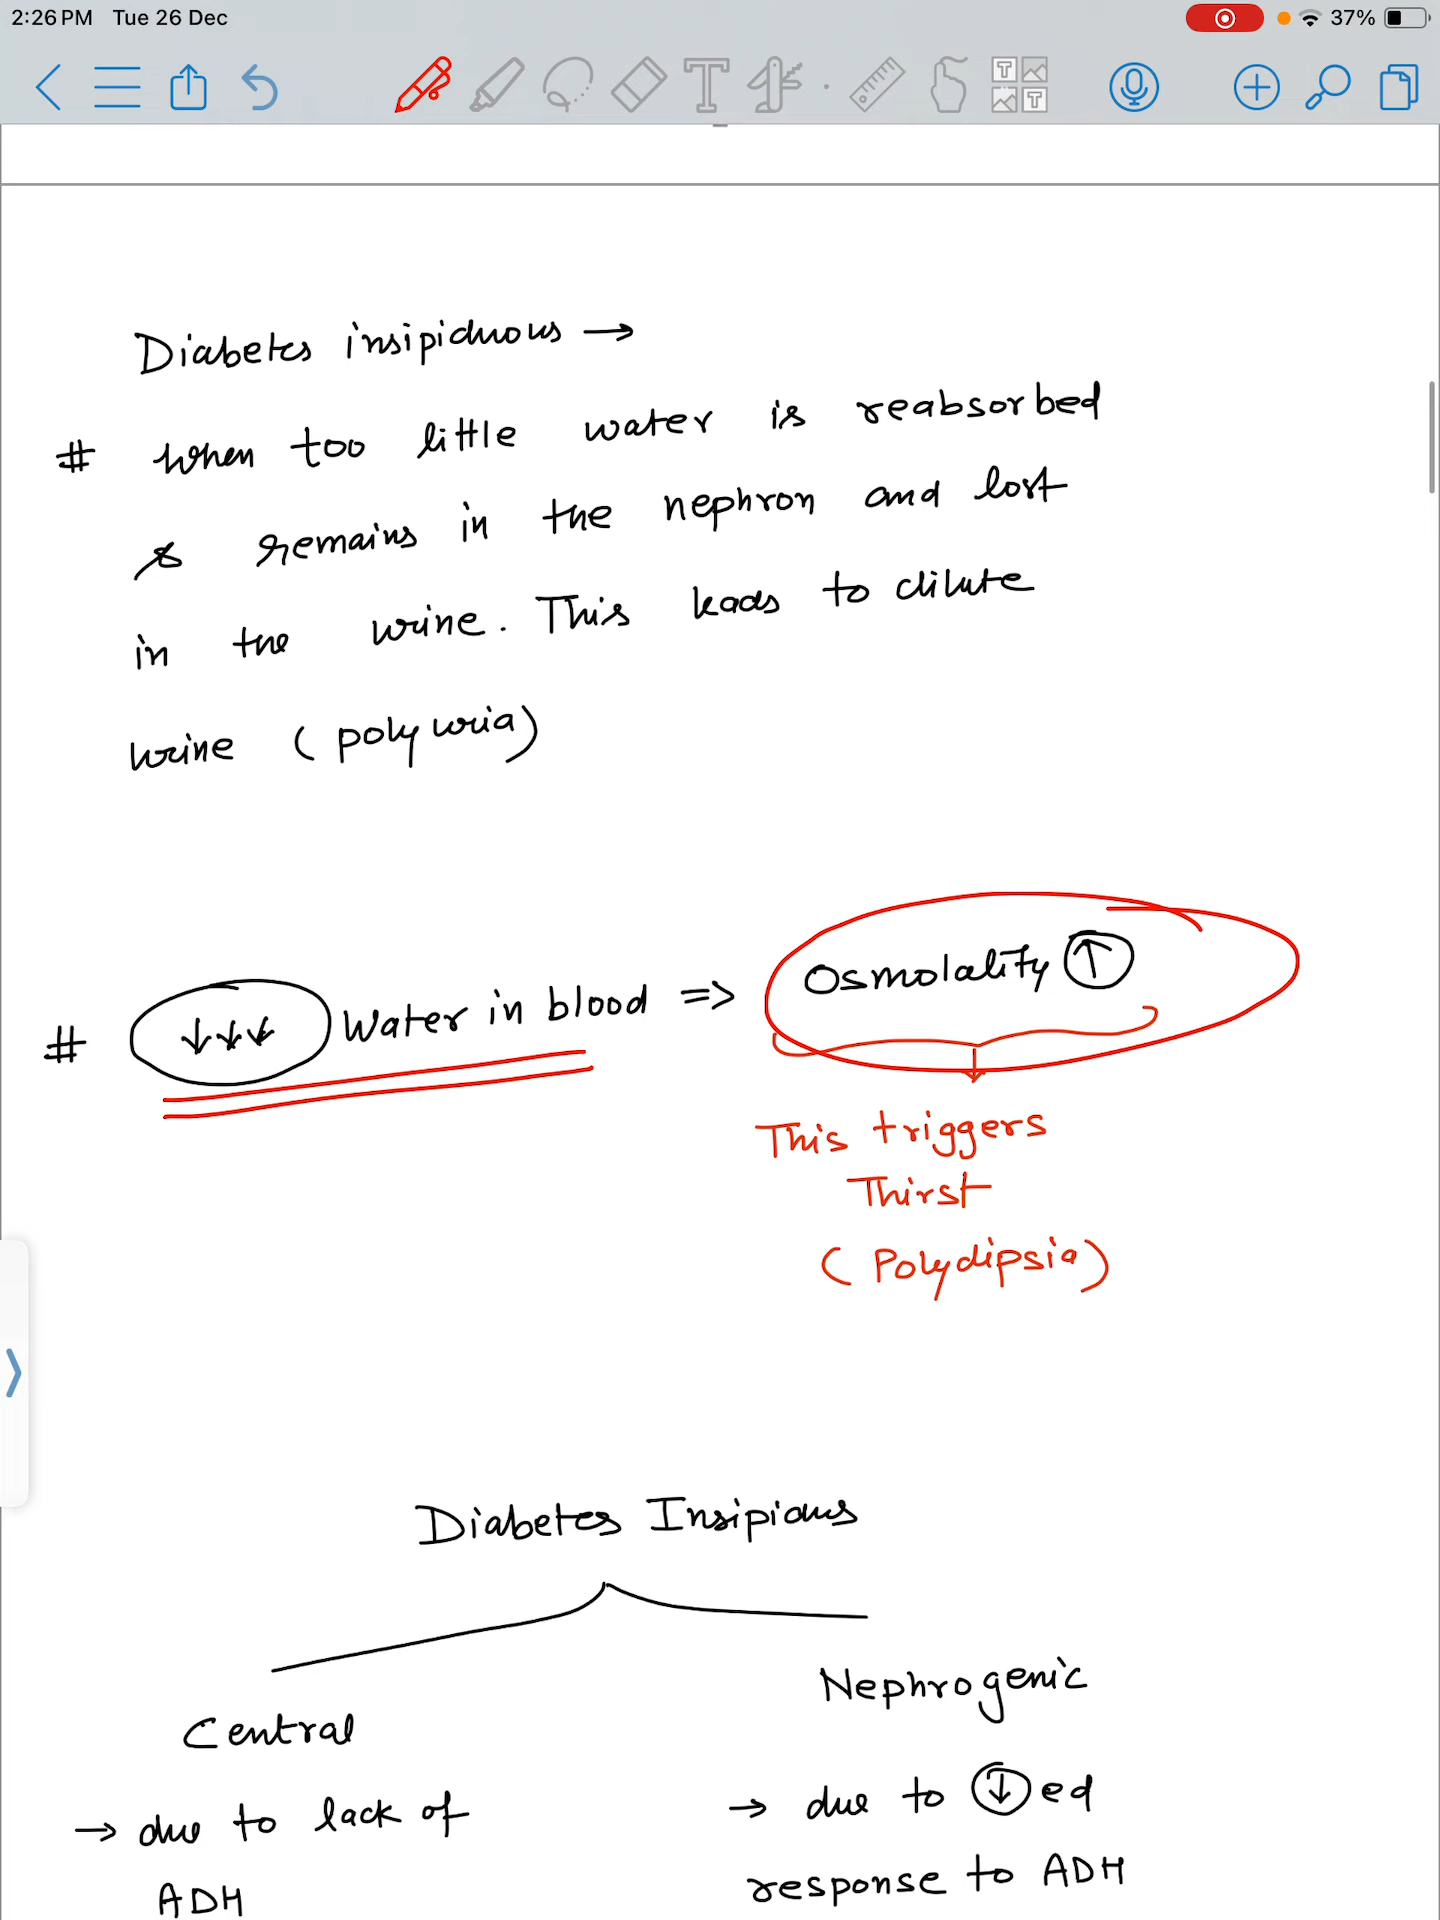 2:26 PM Tue 26 Dec 37%
Diabetes insipiduous →
# When too little water is reabsorbed
& remains in the nephron and lost
in the urine. This leads to dilute
urine (polyuria)
# ↓↓↓ Water in blood => Osmolality ↑
This triggers
Thirst
(Polydipsia)
Diabetes Insipidus
Central
→ due to lack of
ADH
Nephrogenic
→ due to ↓ed
response to ADH